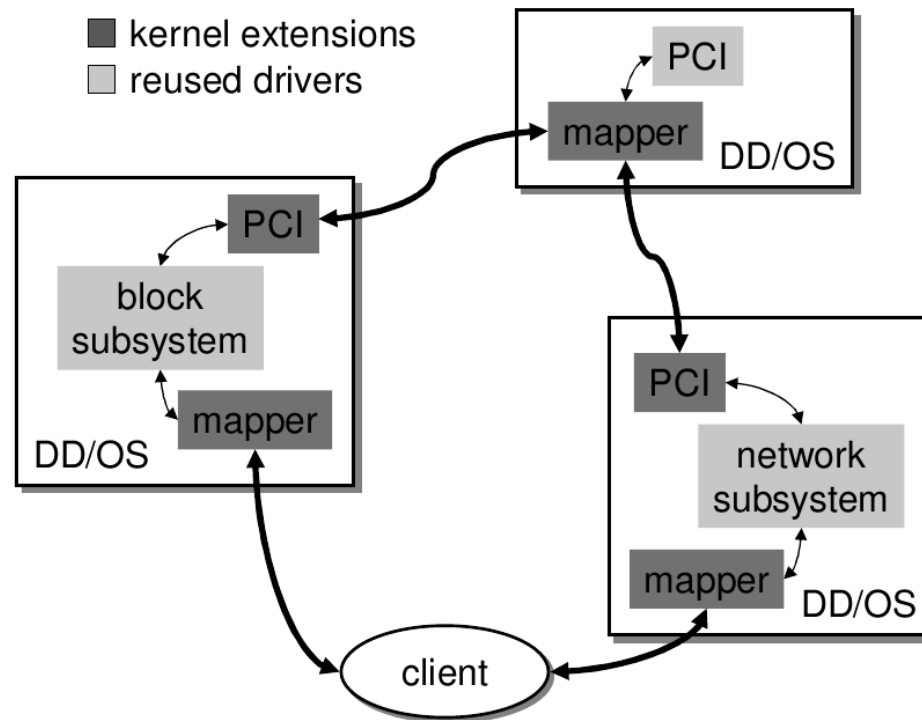 kernel extensions
reused drivers
PCI
mapper
DD/OS
PCI
block
subsystem
mapper
DD/OS
PCI
network
subsystem
mapper
DD/OS
client